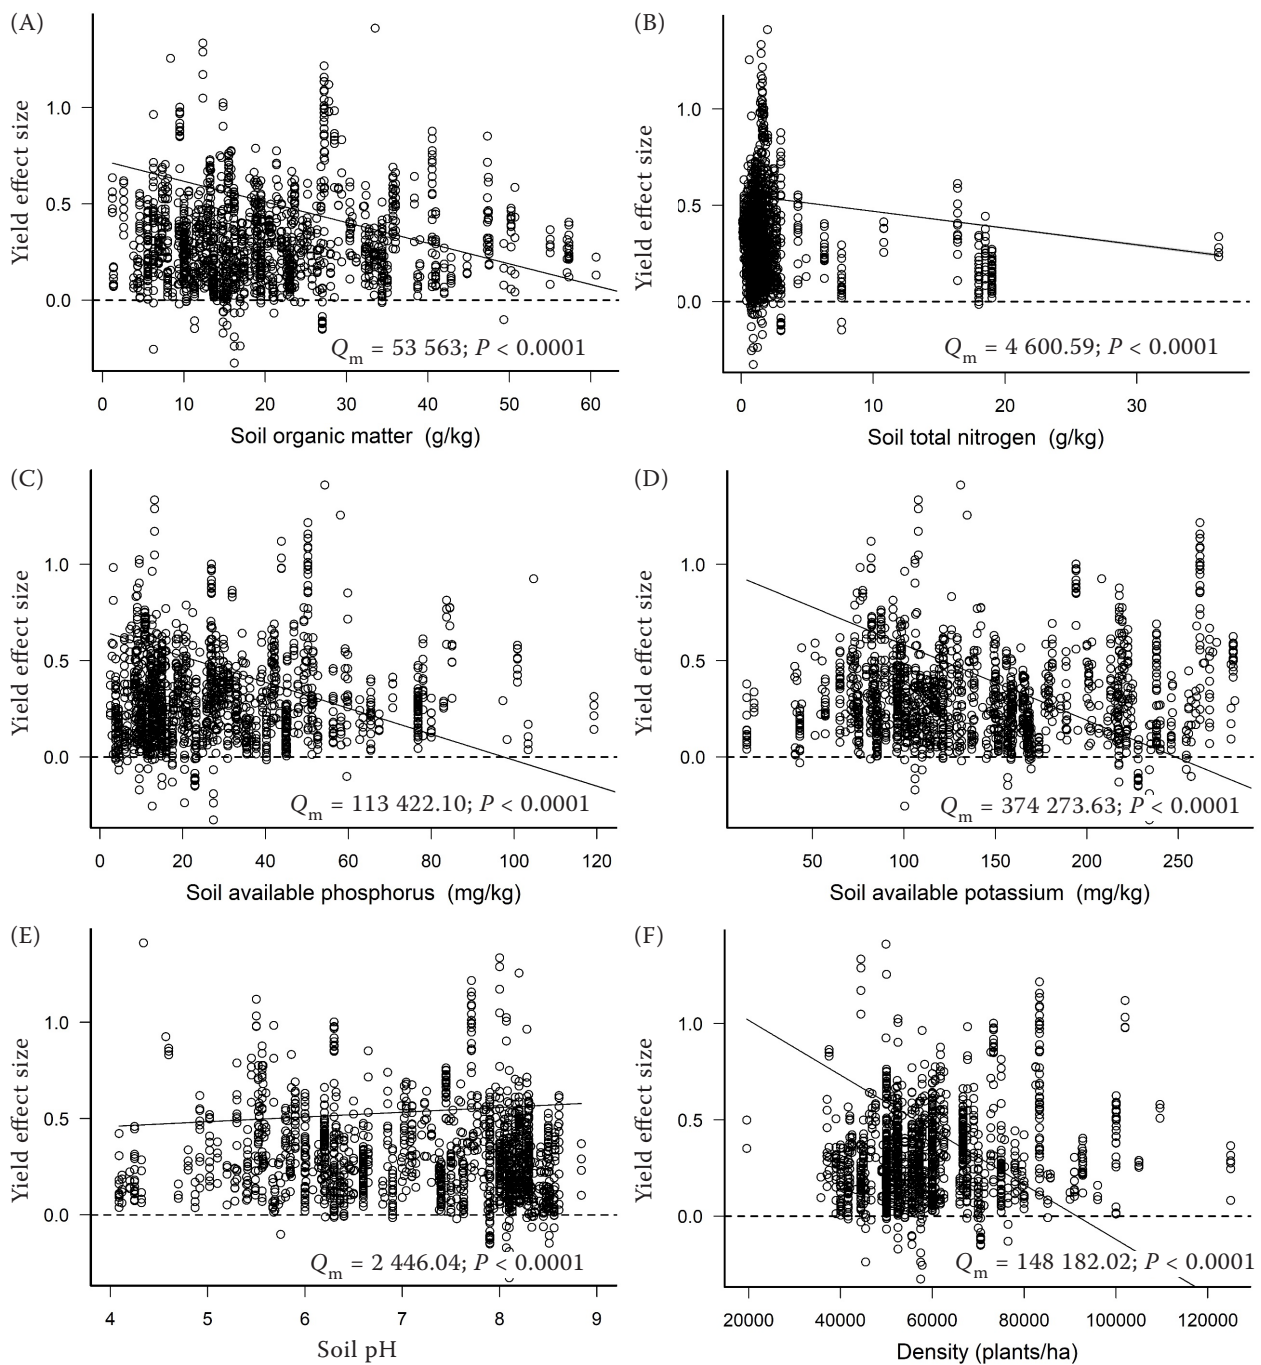 (A)
Yield effect size
1.0
0.5
0.0
Qm = 53 563; P < 0.0001
0 10 20 30 40 50 60
Soil organic matter (g/kg)
(B)
Yield effect size
1.0
0.5
0.0
Qm = 4 600.59; P < 0.0001
0 10 20 30
Soil total nitrogen (g/kg)
(C)
Yield effect size
1.0
0.5
0.0
Qm = 113 422.10; P < 0.0001
0 20 40 60 80 100 120
Soil available phosphorus (mg/kg)
(D)
Yield effect size
1.0
0.5
0.0
Qm = 374 273.63; P < 0.0001
50 100 150 200 250
Soil available potassium (mg/kg)
(E)
Yield effect size
1.0
0.5
0.0
Qm = 2 446.04; P < 0.0001
4 5 6 7 8 9
Soil pH
(F)
Yield effect size
1.0
0.5
0.0
Qm = 148 182.02; P < 0.0001
20000 40000 60000 80000 100000 120000
Density (plants/ha)